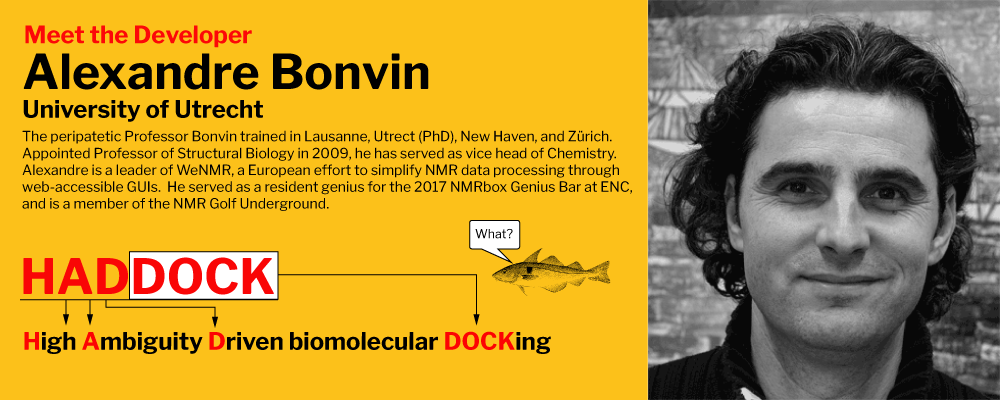 Meet the Developer
Alexandre Bonvin
University of Utrecht
The peripatetic Professor Bonvin trained in Lausanne, Utrect (PhD), New Haven, and Zürich.
Appointed Professor of Structural Biology in 2009, he has served as vice head of Chemistry.
Alexandre is a leader of WeNMR, a European effort to simplify NMR data processing through
web-accessible GUIs.  He served as a resident genius for the 2017 NMRbox Genius Bar at ENC,
and is a member of the NMR Golf Underground.
What?
HADDOCK
High Ambiguity Driven biomolecular DOCKing